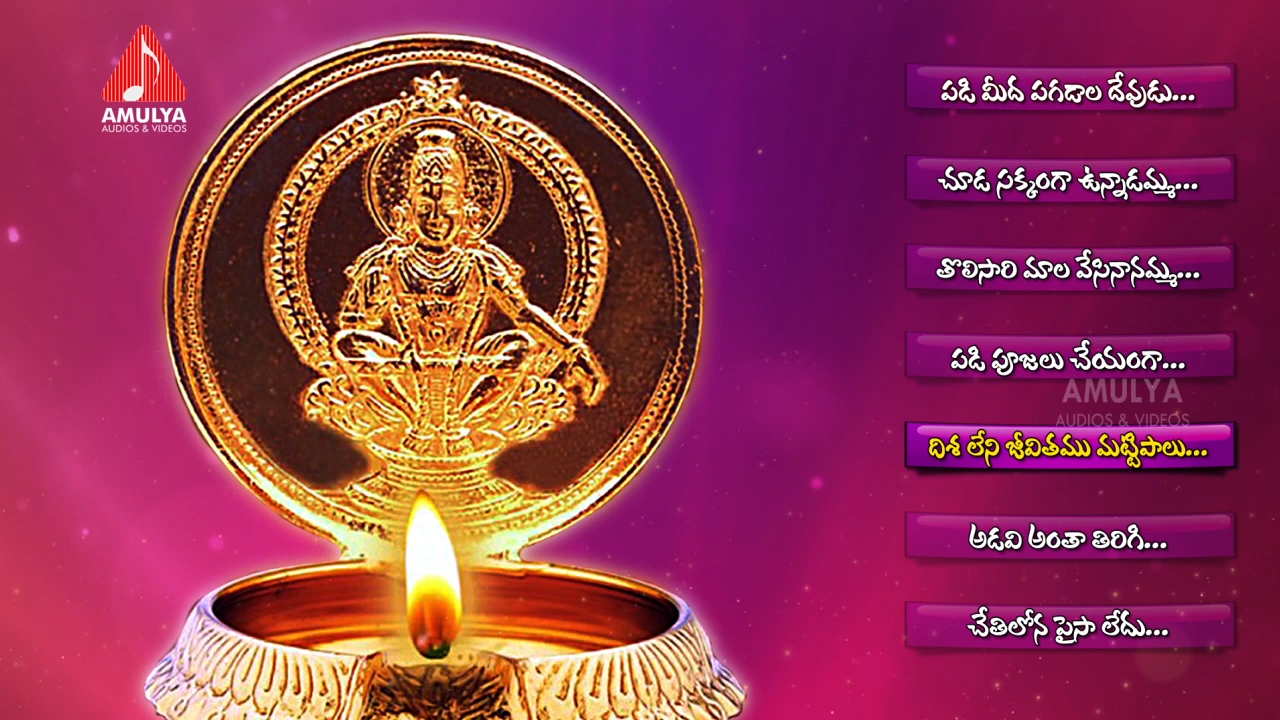 AMULYA
AUDIOS & VIDEOS
పడి మీద పగడాల దేవుడు...
చూడ సక్కంగా ఉన్నాడమ్మ...
తొలిసారి మాల వేసినానమ్మ...
పడి పూజలు చేయంగా...
AMULYA
AUDIOS & VIDEOS
దిశ లేని జీవితము మట్టిపాలు...
అడవి అంతా తిరిగి...
చేతిలోన పైసా లేదు...